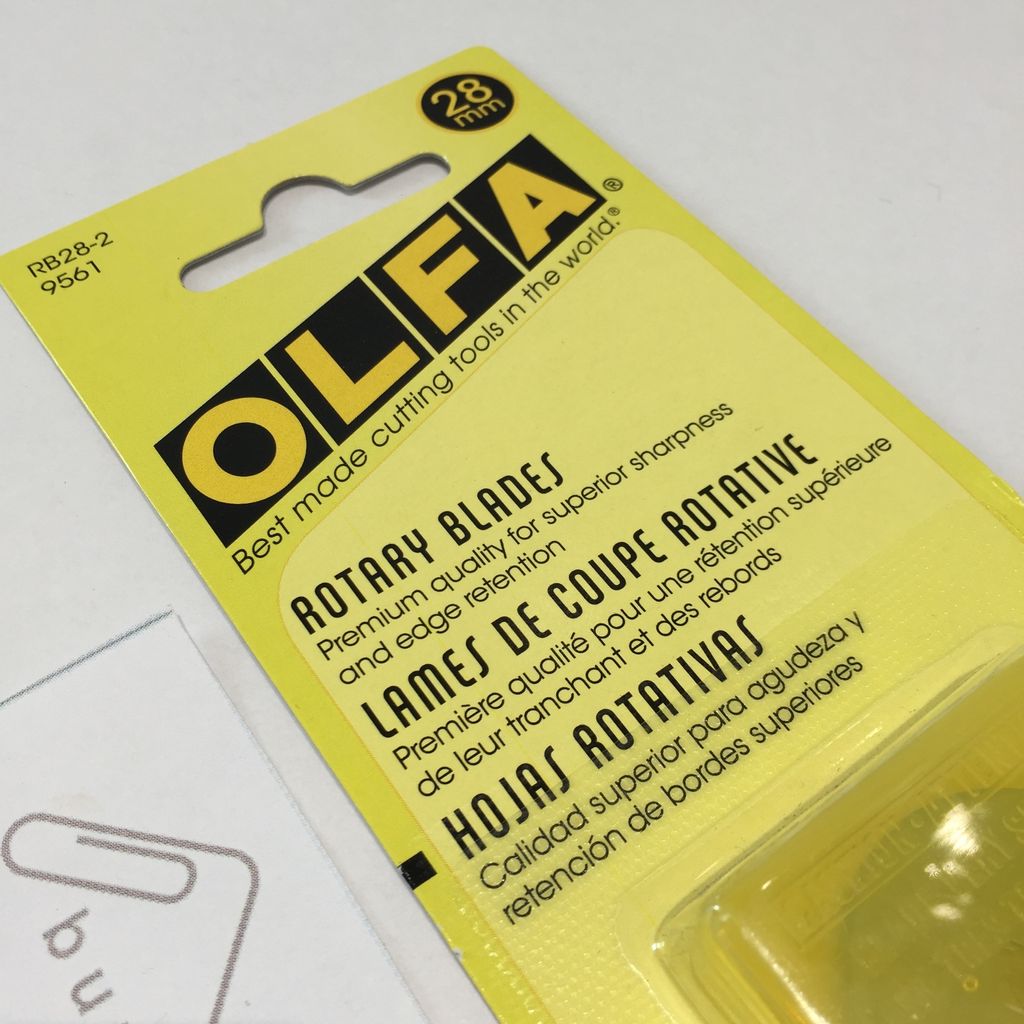 28
mm
RB28-2
9561
OLFA®
Best made cutting tools in the world.®
ROTARY BLADES
Premium quality for superior sharpness
and edge retention
LAMES DE COUPE ROTATIVE
Première qualité pour une rétention supérieure
de leur tranchant et des rebords
HOJAS ROTATIVAS
Calidad superior para agudeza y
retención de bordes superiores